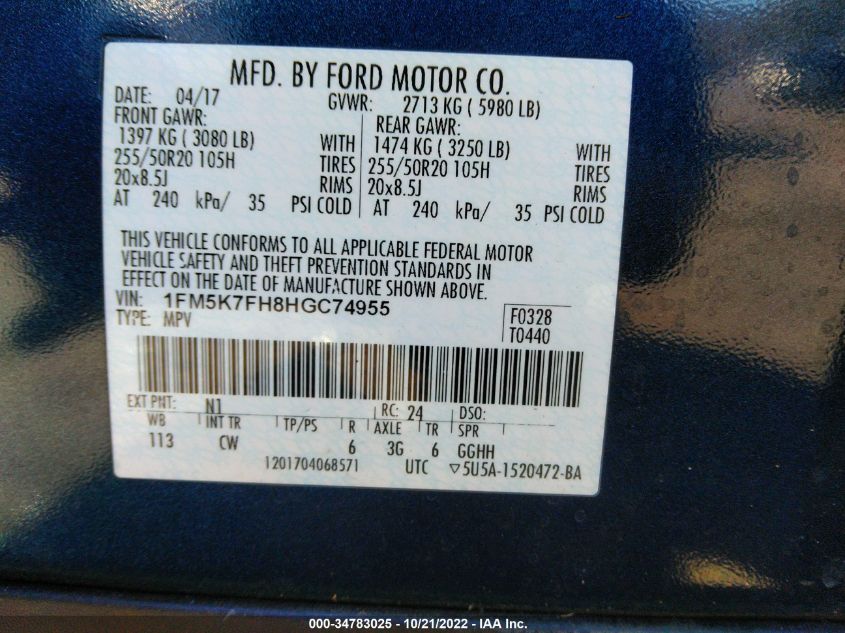 MFD. BY FORD MOTOR CO.
DATE: 04/17 GVWR: 2713 KG ( 5980 LB)
FRONT GAWR: REAR GAWR:
1397 KG ( 3080 LB) WITH 1474 KG ( 3250 LB) WITH
255/50R20 105H TIRES 255/50R20 105H TIRES
20x8.5J RIMS 20x8.5J RIMS
AT 240 kPa/ 35 PSI COLD AT 240 kPa/ 35 PSI COLD
THIS VEHICLE CONFORMS TO ALL APPLICABLE FEDERAL MOTOR
VEHICLE SAFETY AND THEFT PREVENTION STANDARDS IN
EFFECT ON THE DATE OF MANUFACTURE SHOWN ABOVE.
VIN: 1FM5K7FH8HGC74955 F0328
TYPE: MPV T0440
EXT PNT: N1 RC: 24 DSO:
WB INT TR TP/PS R AXLE TR SPR
113 CW 6 3G 6 GGHH
1201704068571 UTC ▽5U5A-1520472-BA
000-34783025 - 10/21/2022 - IAAI.com